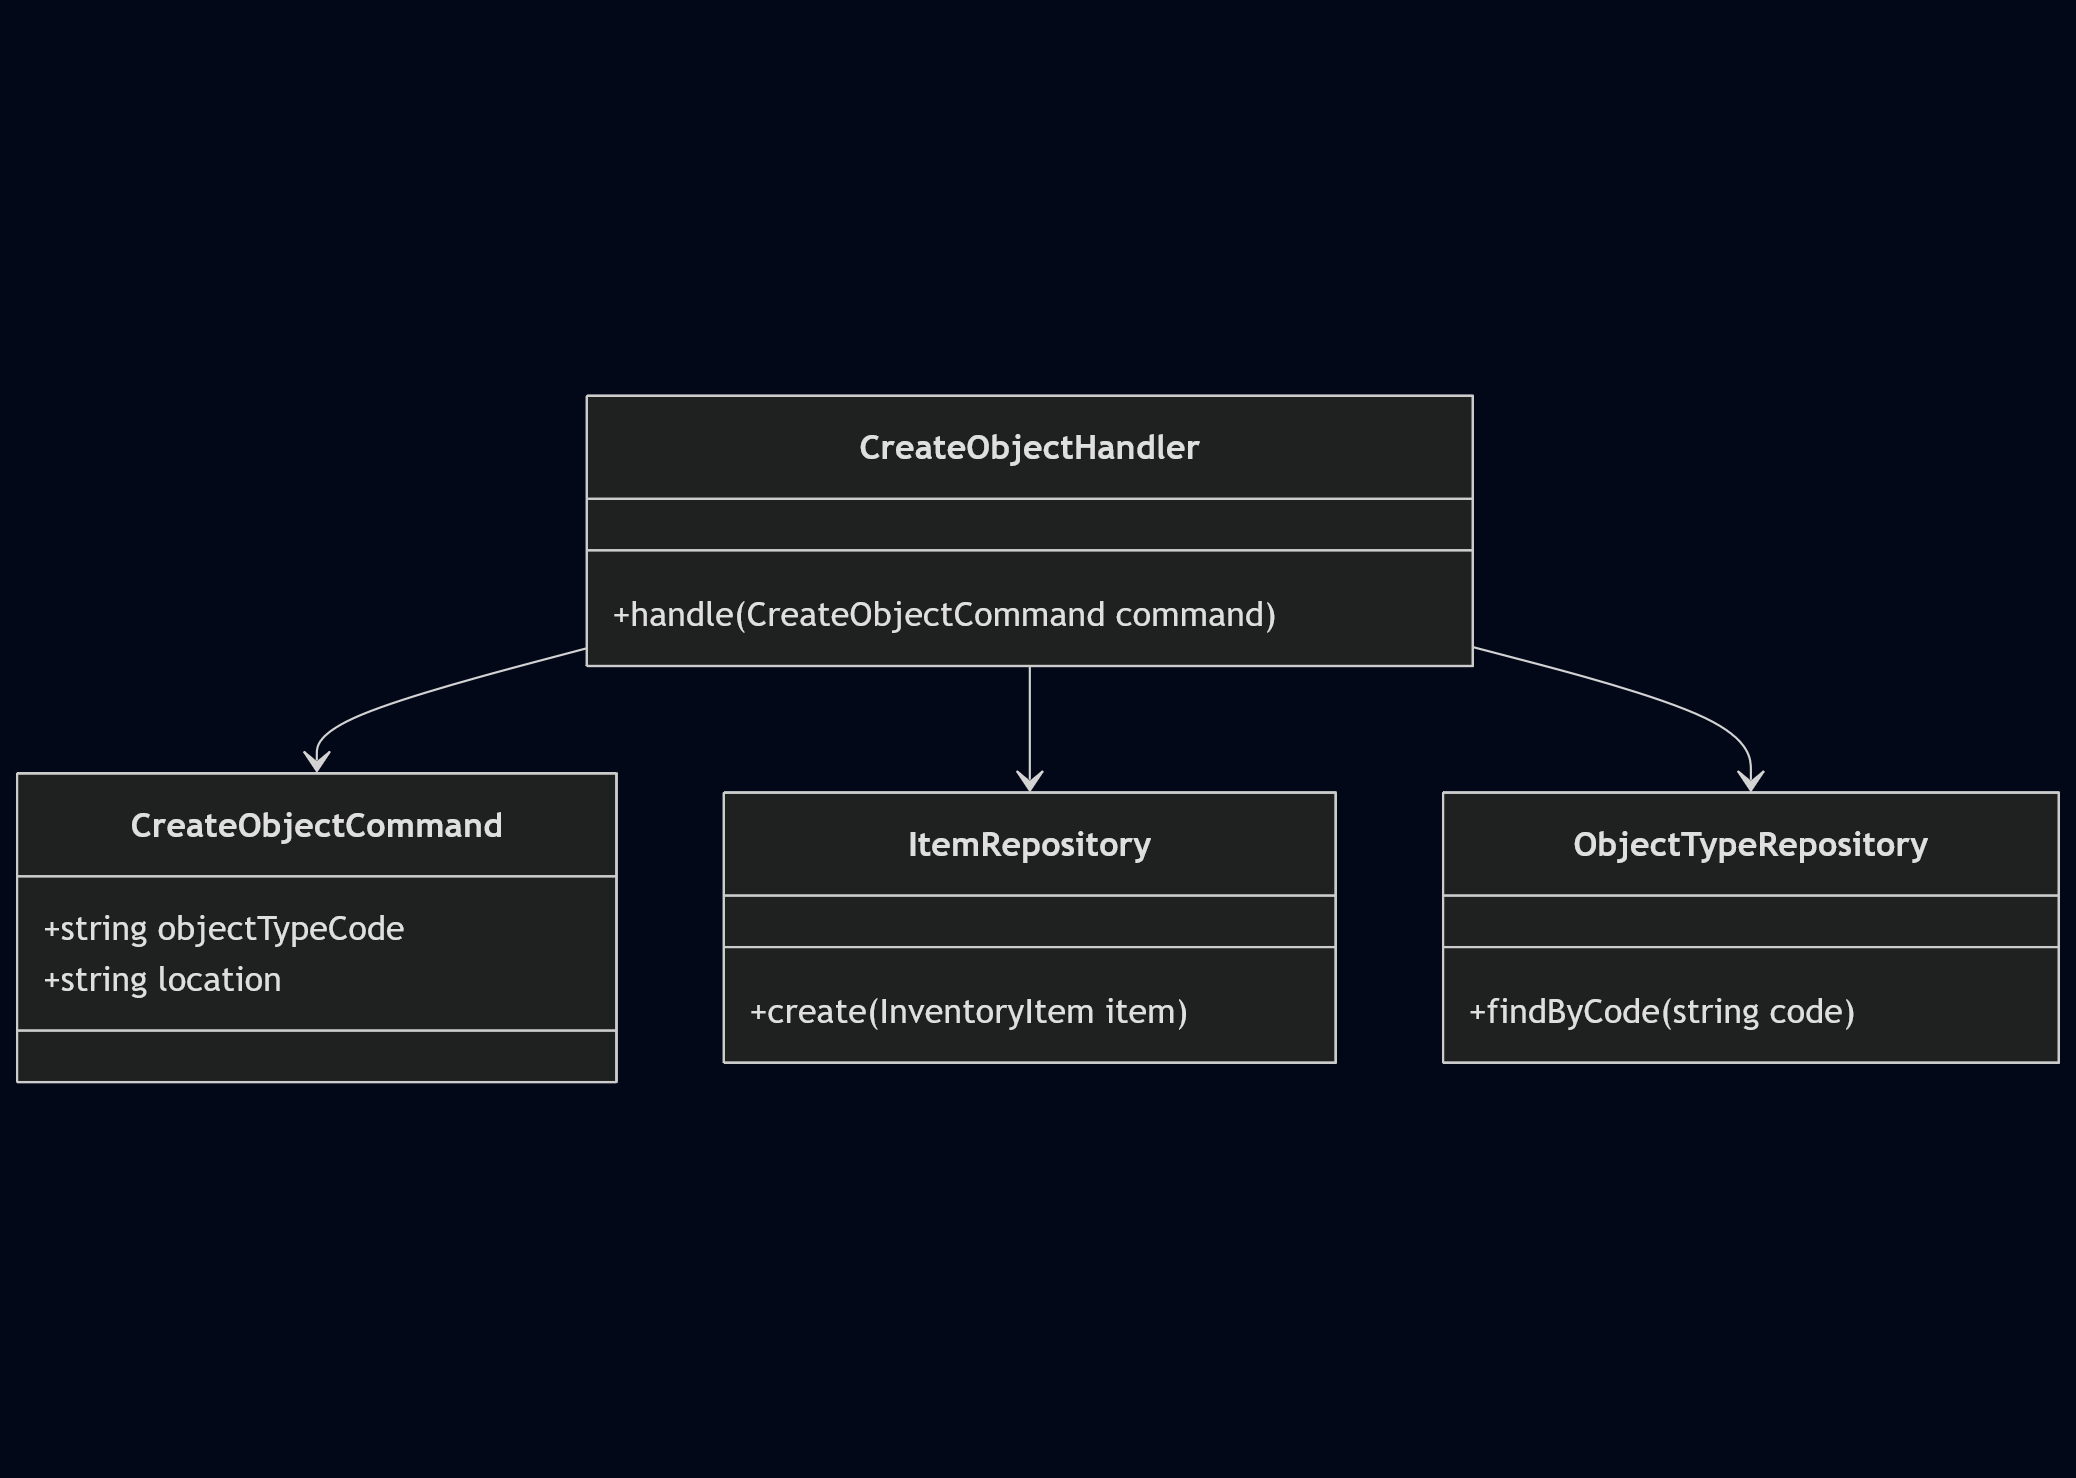 CreateObjectHandler
+handle(CreateObjectCommand command)
CreateObjectCommand
+string objectTypeCode
+string location
ItemRepository
+create(InventoryItem item)
ObjectTypeRepository
+findByCode(string code)